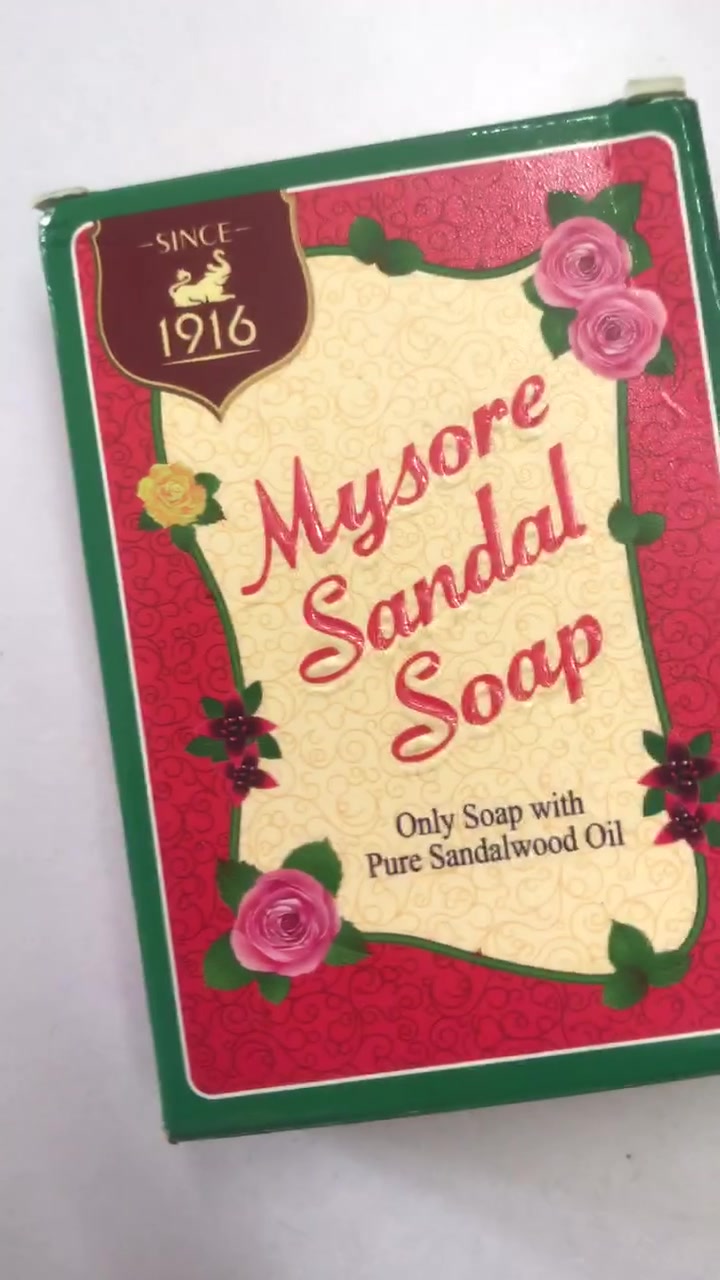 -SINCE-
1916
Mysore
Sandal
Soap
Only Soap with
Pure Sandalwood Oil